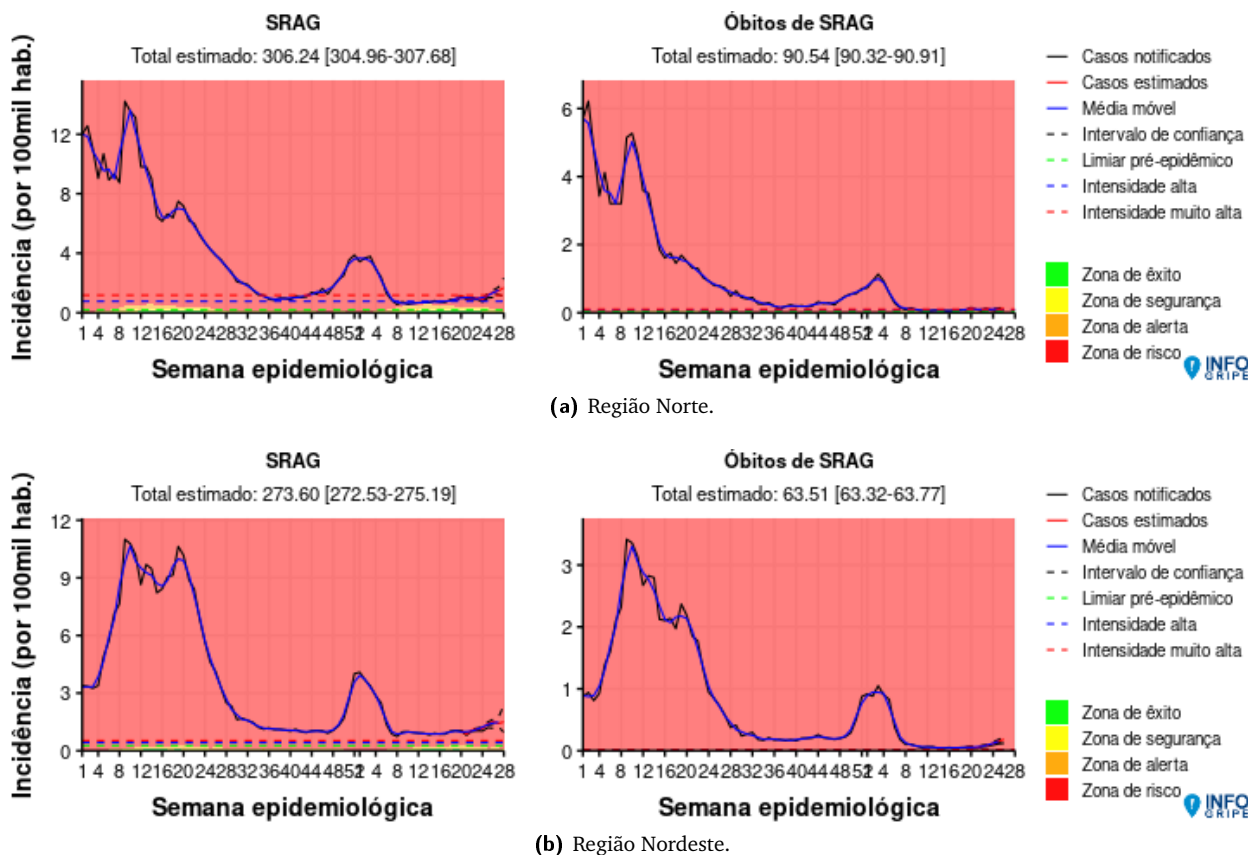 SRAG
Total estimado: 306.24 [304.96-307.68]
Incidência (por 100mil hab.)
12
8
4
0
1 4 8 1216202428323640444852 1 4 8 1216202428
Semana epidemiológica
Óbitos de SRAG
Total estimado: 90.54 [90.32-90.91]
6
4
2
0
1 4 8 1216202428323640444852 1 4 8 1216202428
Semana epidemiológica
Casos notificados
Casos estimados
Média móvel
Intervalo de confiança
Limiar pré-epidêmico
Intensidade alta
Intensidade muito alta
Zona de êxito
Zona de segurança
Zona de alerta
Zona de risco
INFO
GRIPE
(a) Região Norte.
SRAG
Total estimado: 273.60 [272.53-275.19]
Incidência (por 100mil hab.)
12
9
6
3
0
1 4 8 1216202428323640444852 1 4 8 1216202428
Semana epidemiológica
Óbitos de SRAG
Total estimado: 63.51 [63.32-63.77]
3
2
1
0
1 4 8 1216202428323640444852 1 4 8 1216202428
Semana epidemiológica
Casos notificados
Casos estimados
Média móvel
Intervalo de confiança
Limiar pré-epidêmico
Intensidade alta
Intensidade muito alta
Zona de êxito
Zona de segurança
Zona de alerta
Zona de risco
INFO
GRIPE
(b) Região Nordeste.